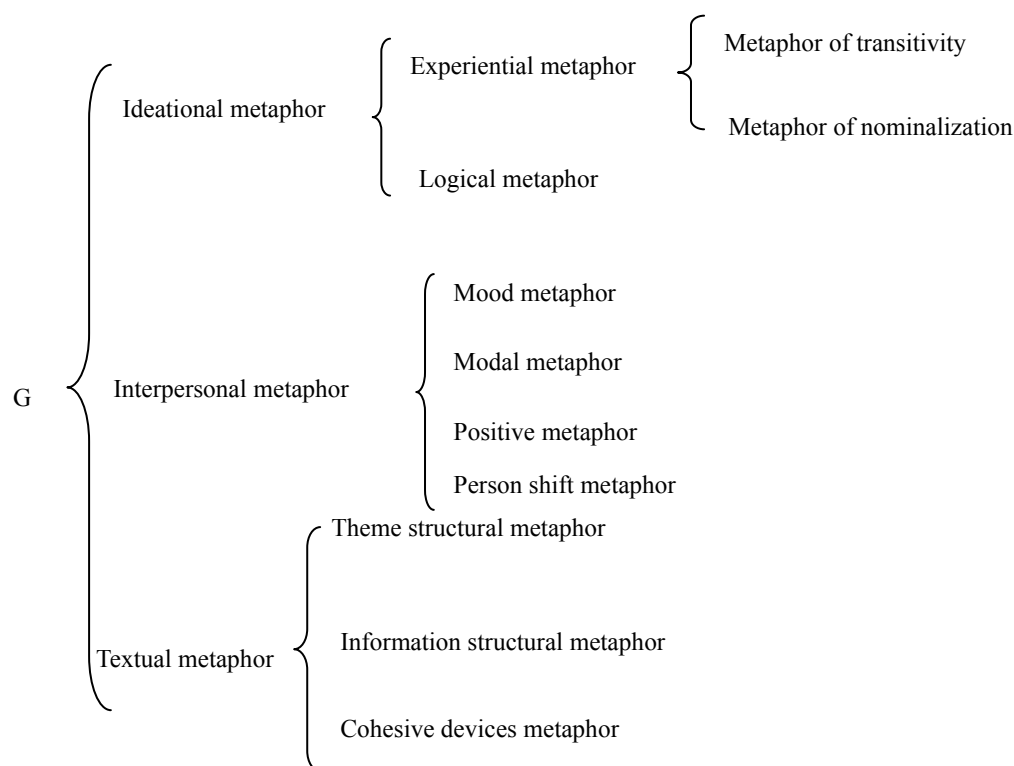 Metaphor of transitivity
Experiential metaphor
Ideational metaphor
Metaphor of nominalization
Logical metaphor
Mood metaphor
Modal metaphor
G
Interpersonal metaphor
Positive metaphor
Person shift metaphor
Theme structural metaphor
Information structural metaphor
Textual metaphor
Cohesive devices metaphor